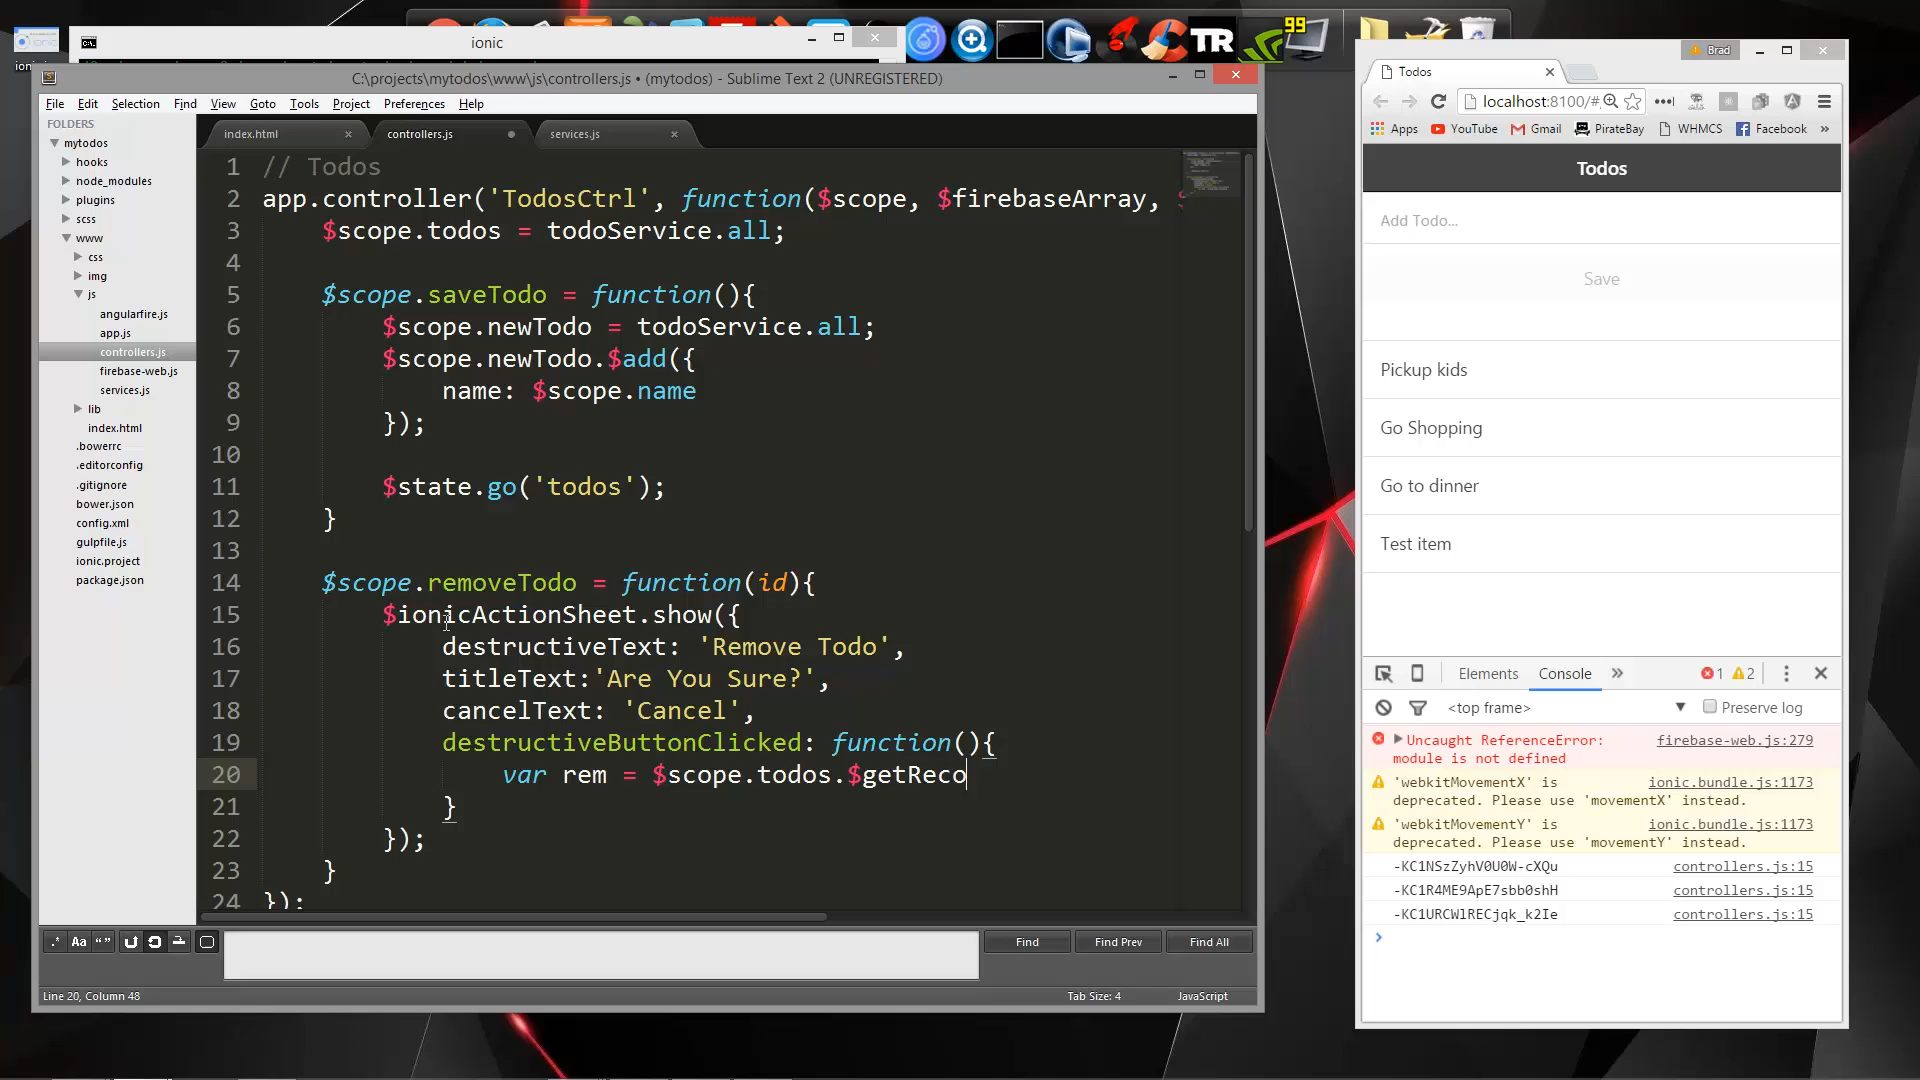 ionic
C:\projects\mytodos\www\js\controllers.js • (mytodos) - Sublime Text 2 (UNREGISTERED)
File Edit Selection Find View Goto Tools Project Preferences Help
FOLDERS
mytodos
hooks
node_modules
plugins
scss
www
css
img
js
angularfire.js
app.js
controllers.js
firebase-web.js
services.js
lib
index.html
.bowerrc
.editorconfig
.gitignore
bower.json
config.xml
gulpfile.js
ionic.project
package.json
index.html controllers.js services.js
1 // Todos
2 app.controller('TodosCtrl', function($scope, $firebaseArray,
3 $scope.todos = todoService.all;
4
5 $scope.saveTodo = function(){
6 $scope.newTodo = todoService.all;
7 $scope.newTodo.$add({
8 name: $scope.name
9 });
10
11 $state.go('todos');
12 }
13
14 $scope.removeTodo = function(id){
15 $ionicActionSheet.show({
16 destructiveText: 'Remove Todo',
17 titleText:'Are You Sure?',
18 cancelText: 'Cancel',
19 destructiveButtonClicked: function(){
20 var rem = $scope.todos.$getReco
21 }
22 });
23 }
24 });
.* Aa “”
Find Find Prev Find All
Line 20, Column 48
Tab Size: 4 JavaScript
TR
99
Brad
Todos
localhost:8100/#
Apps YouTube Gmail PirateBay WHMCS Facebook »
Todos
Add Todo...
Save
Pickup kids
Go Shopping
Go to dinner
Test item
Elements Console » 1 2
<top frame> ▼ Preserve log
Uncaught ReferenceError: firebase-web.js:279
module is not defined
'webkitMovementX' is ionic.bundle.js:1173
deprecated. Please use 'movementX' instead.
'webkitMovementY' is ionic.bundle.js:1173
deprecated. Please use 'movementY' instead.
-KC1NSzZyhV0U0W-cXQu controllers.js:15
-KC1R4ME9ApE7sbb0shH controllers.js:15
-KC1URCWlRECjqk_k2Ie controllers.js:15